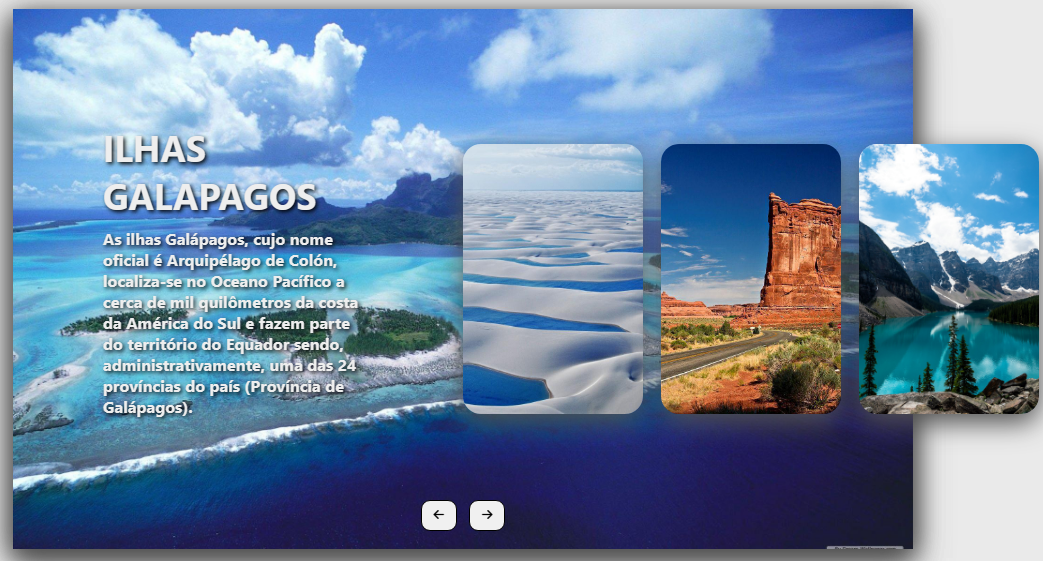 ILHAS
GALAPAGOS
As ilhas Galápagos, cujo nome
oficial é Arquipélago de Colón,
localiza-se no Oceano Pacífico a
cerca de mil quilômetros da costa
da América do Sul e fazem parte
do território do Equador sendo,
administrativamente, uma das 24
províncias do país (Província de
Galápagos).